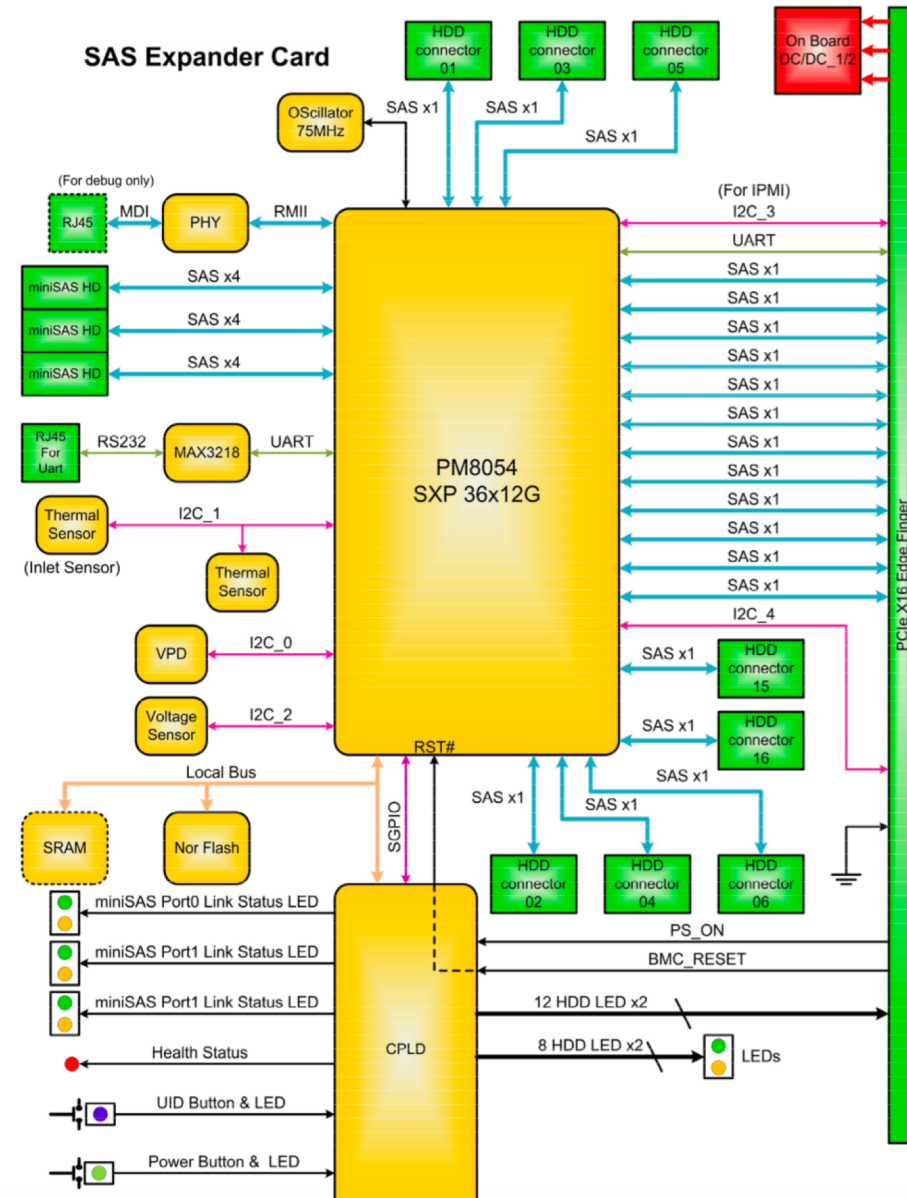 SAS Expander Card
HDD
connector
01
HDD
connector
03
HDD
connector
05
On Board
DC/DC_1/2
OScillator
75MHz
SAS x1
SAS x1
SAS x1
(For debug only)
RJ45
MDI
PHY
RMII
(For IPMI)
I2C_3
UART
miniSAS HD
SAS x4
miniSAS HD
SAS x4
miniSAS HD
SAS x4
SAS x1
SAS x1
SAS x1
SAS x1
SAS x1
SAS x1
SAS x1
SAS x1
SAS x1
SAS x1
SAS x1
SAS x1
RJ45
For
Uart
RS232
MAX3218
UART
PM8054
SXP 36x12G
Thermal
Sensor
(Inlet Sensor)
I2C_1
Thermal
Sensor
I2C_4
PCIe X16 Edge Finger
VPD
I2C_0
SAS x1
HDD
connector
15
Voltage
Sensor
I2C_2
SAS x1
HDD
connector
16
RST#
Local Bus
SGPIO
SAS x1
SAS x1
SAS x1
SRAM
Nor Flash
HDD
connector
02
HDD
connector
04
HDD
connector
06
miniSAS Port0 Link Status LED
miniSAS Port1 Link Status LED
miniSAS Port1 Link Status LED
Health Status
UID Button & LED
Power Button & LED
CPLD
PS_ON
BMC_RESET
12 HDD LED x2
8 HDD LED x2
LEDs